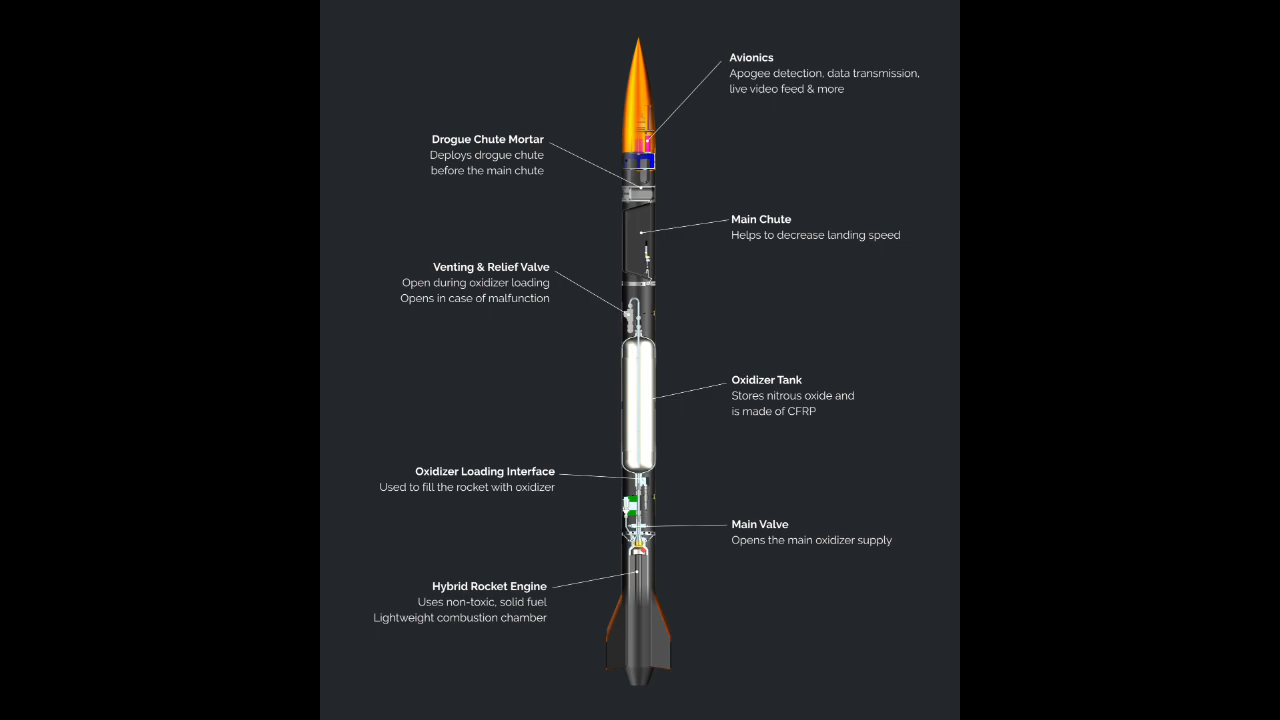 Avionics
Apogee detection, data transmission,
live video feed & more
Drogue Chute Mortar
Deploys drogue chute
before the main chute
Main Chute
Helps to decrease landing speed
Venting & Relief Valve
Open during oxidizer loading
Opens in case of malfunction
Oxidizer Tank
Stores nitrous oxide and
is made of CFRP
Oxidizer Loading Interface
Used to fill the rocket with oxidizer
Main Valve
Opens the main oxidizer supply
Hybrid Rocket Engine
Uses non-toxic, solid fuel
Lightweight combustion chamber